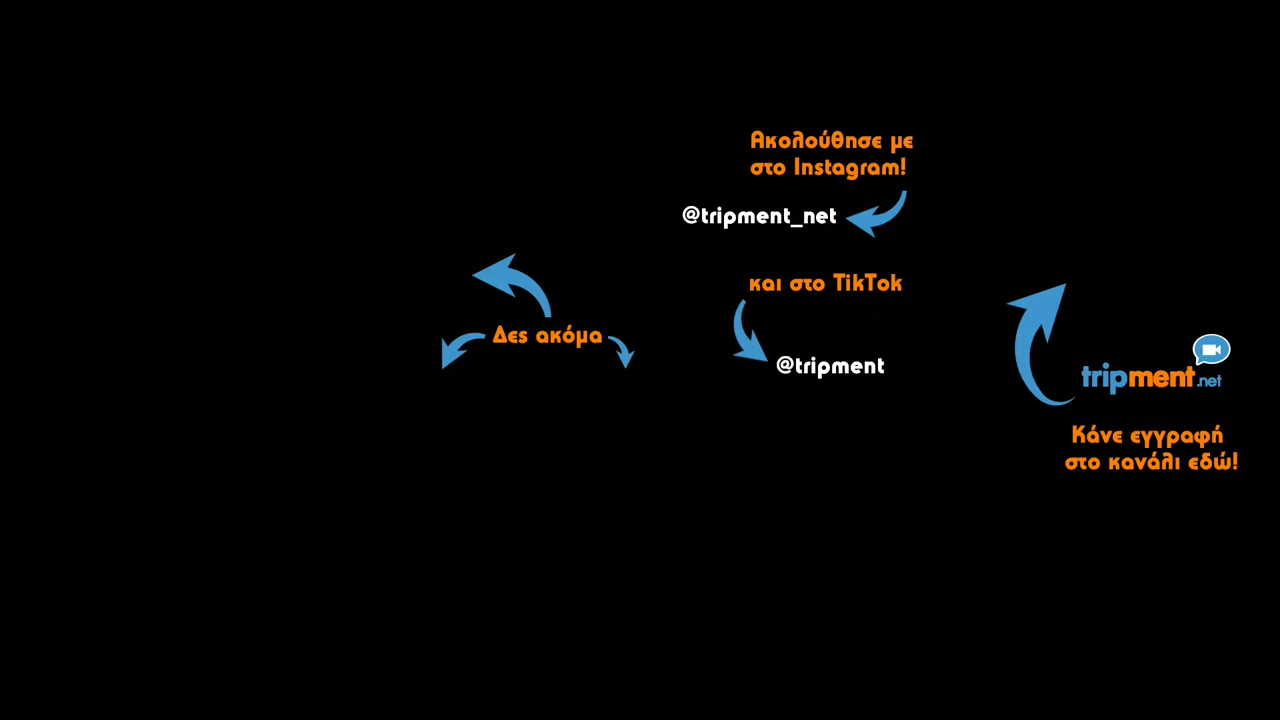 Ακολούθησε με
στο Instagram!
@tripment_net
και στο TikTok
Δες ακόμα
@tripment
tripment.net
Κάνε εγγραφή
στο κανάλι εδώ!